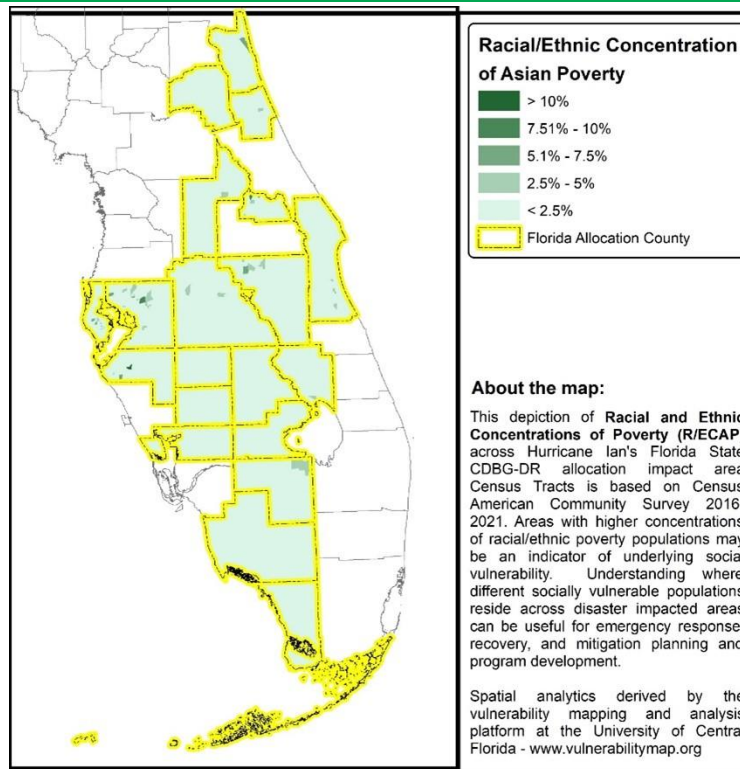 Racial/Ethnic Concentration
of Asian Poverty
> 10%
7.51% - 10%
5.1% - 7.5%
2.5% - 5%
< 2.5%
Florida Allocation County
About the map:
This depiction of Racial and Ethnic
Concentrations of Poverty (R/ECAP
across Hurricane Ian's Florida State
CDBG-DR allocation impact area
Census Tracts is based on Census
American Community Survey 2016
2021. Areas with higher concentrations
of racial/ethnic poverty populations may
be an indicator of underlying social
vulnerability. Understanding where
different socially vulnerable populations
reside across disaster impacted areas
can be useful for emergency response
recovery, and mitigation planning and
program development.
Spatial analytics derived by the
vulnerability mapping and analysis
platform at the University of Central
Florida - www.vulnerabilitymap.org